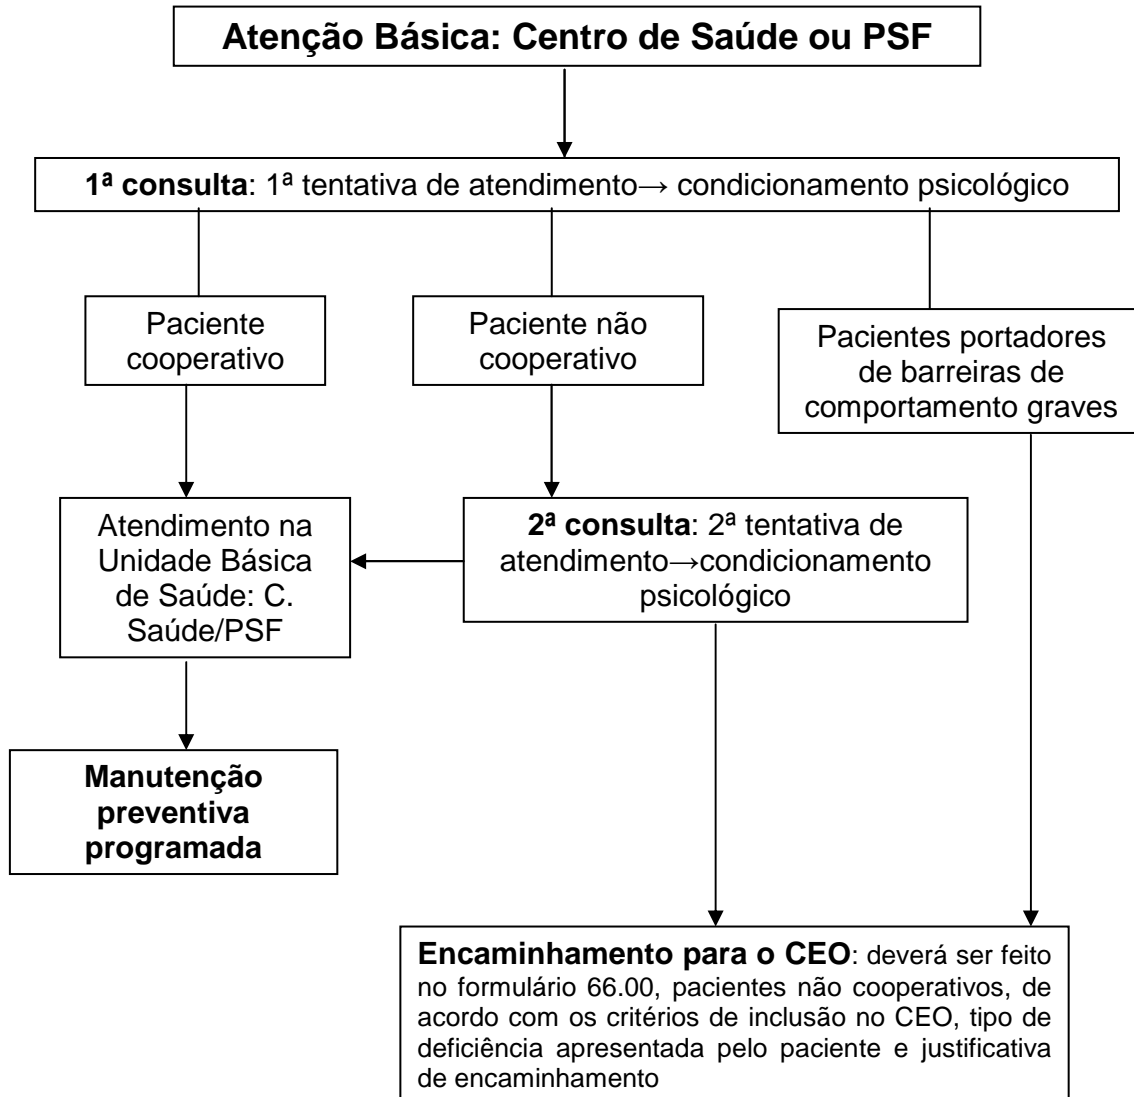 Atenção Básica: Centro de Saúde ou PSF
1ª consulta: 1ª tentativa de atendimento→ condicionamento psicológico
Paciente
cooperativo
Paciente não
cooperativo
Pacientes portadores
de barreiras de
comportamento graves
Atendimento na
Unidade Básica
de Saúde: C.
Saúde/PSF
2ª consulta: 2ª tentativa de
atendimento→condicionamento
psicológico
Manutenção
preventiva
programada
Encaminhamento para o CEO: deverá ser feito
no formulário 66.00, pacientes não cooperativos, de
acordo com os critérios de inclusão no CEO, tipo de
deficiência apresentada pelo paciente e justificativa
de encaminhamento